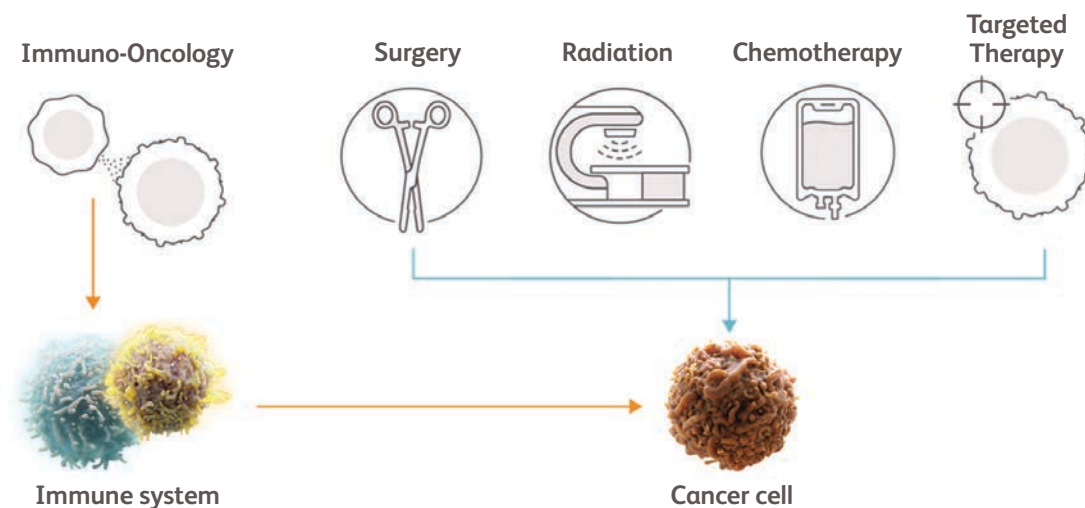 Immuno-Oncology
Surgery
Radiation
Chemotherapy
Targeted
Therapy
Immune system
Cancer cell